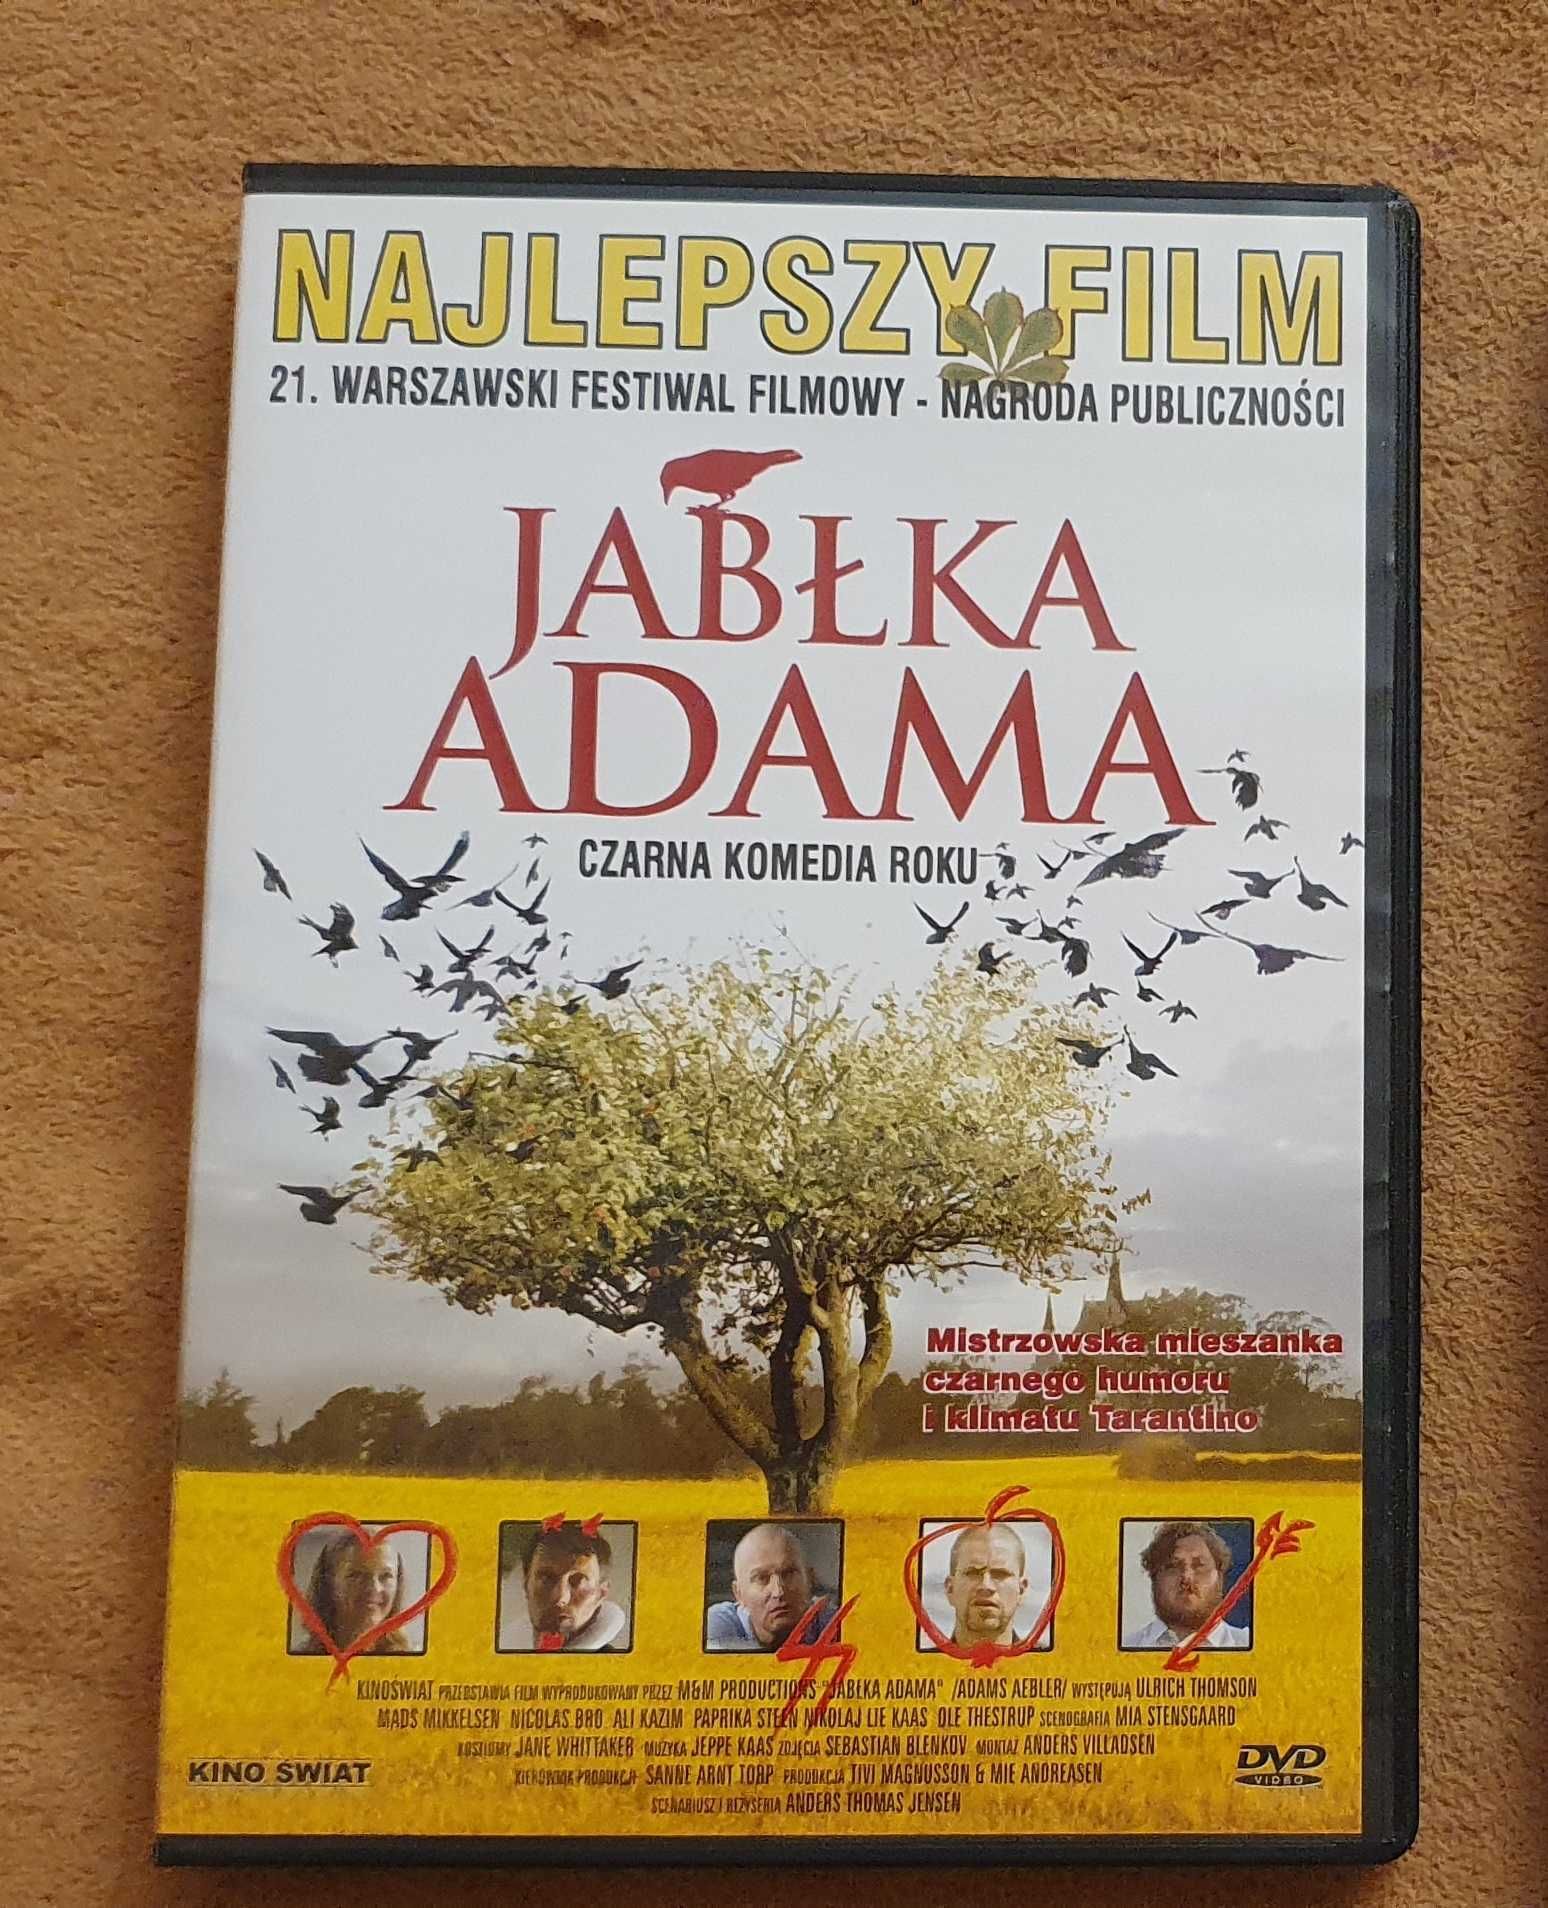 NAJLEPSZY FILM
21. WARSZAWSKI FESTIWAL FILMOWY - NAGRODA PUBLICZNOŚCI
JABŁKA
ADAMA
CZARNA KOMEDIA ROKU
Mistrzowska mieszanka
czarnego humoru
i klimatu Tarantino
KINOŚWIAT PRZEDSTAWIA FILM WYPRODUKOWANY PRZEZ M&M PRODUCTIONS "JABŁKA ADAMA" /ADAMS AEBLER/ WYSTĘPUJĄ ULRICH THOMSON
MADS MIKKELSEN NICOLAS BRO ALI KAZIM PAPRIKA STEEN NIKOLAJ LIE KAAS OLE THESTRUP SCENOGRAFIA MIA STENSGAARD
KOSTIUMY JANE WHITTAKER MUZYKA JEPPE KAAS ZDJĘCIA SEBASTIAN BLENKOV MONTAŻ ANDERS VILLADSEN
KIEROWNIK PRODUKCJI SANNE ARNT TORP PRODUKCJA TIVI MAGNUSSON & MIE ANDREASEN
SCENARIUSZ I REŻYSERIA ANDERS THOMAS JENSEN
KINO ŚWIAT
DVD
VIDEO